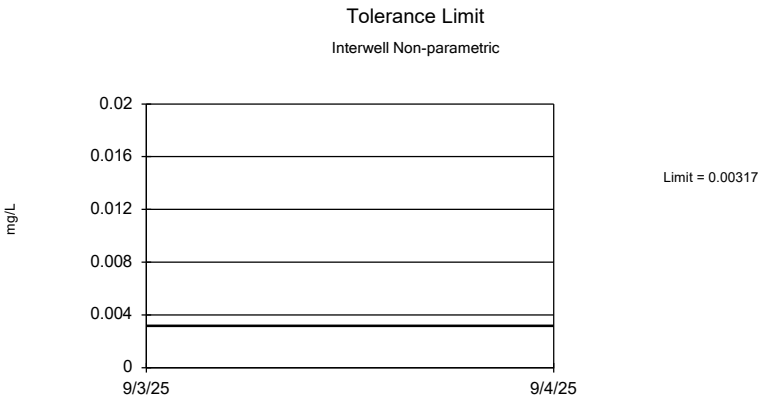 Tolerance Limit
Interwell Non-parametric
0.02
0.016
Limit = 0.00317
0.012
mg/L
0.008
0.004
0
9/3/25 9/4/25